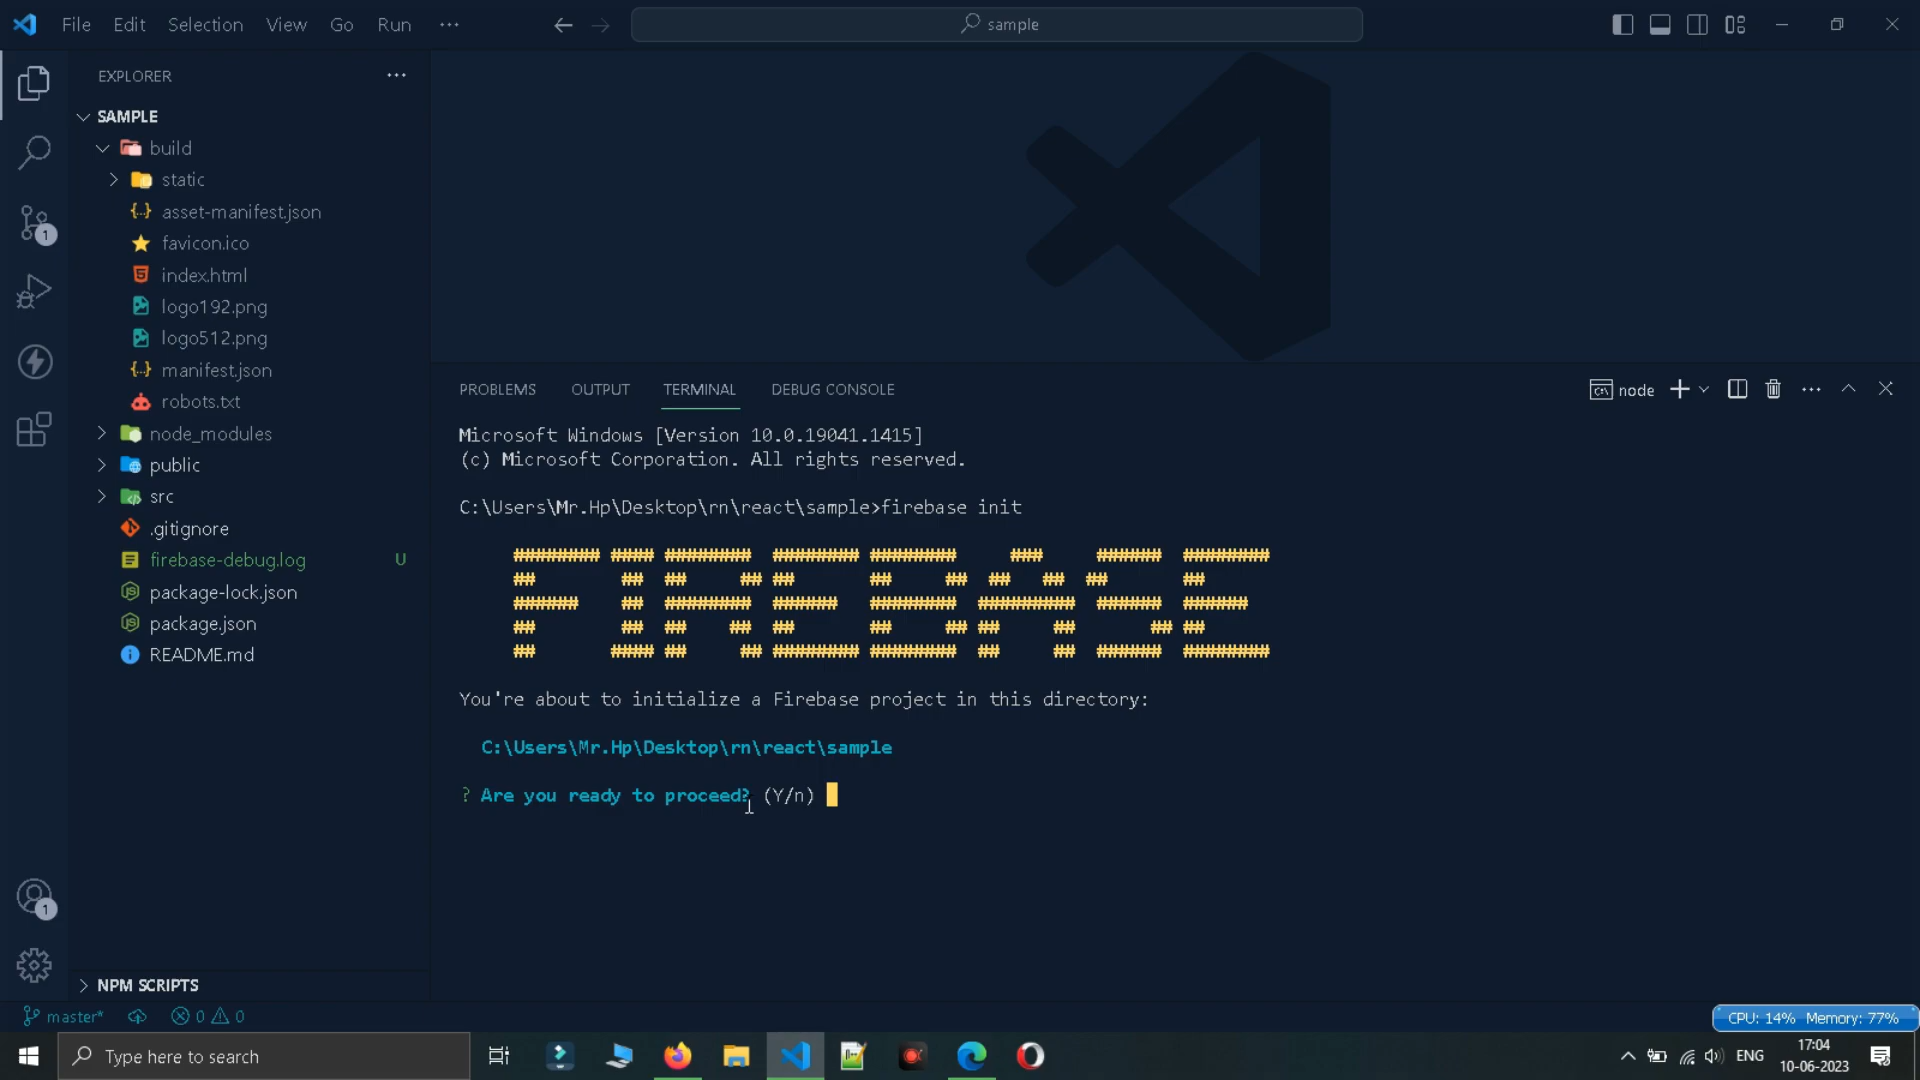 File Edit Selection View Go Run ···
sample
EXPLORER
SAMPLE
build
static
asset-manifest.json
favicon.ico
index.html
logo192.png
logo512.png
manifest.json
robots.txt
node_modules
public
src
.gitignore
firebase-debug.log U
package-lock.json
package.json
README.md
NPM SCRIPTS
1
1
PROBLEMS OUTPUT TERMINAL DEBUG CONSOLE
node
Microsoft Windows [Version 10.0.19041.1415]
(c) Microsoft Corporation. All rights reserved.
C:\Users\Mr.Hp\Desktop\rn\react\sample>firebase init
FIREBASE
You're about to initialize a Firebase project in this directory:
C:\Users\Mr.Hp\Desktop\rn\react\sample
? Are you ready to proceed? (Y/n)
master* 0 0
CPU: 14% Memory: 77%
Type here to search
ENG
17:04
10-06-2023